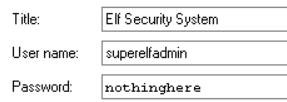 Title: Elf Security System
User name: superelfadmin
Password: nothinghere